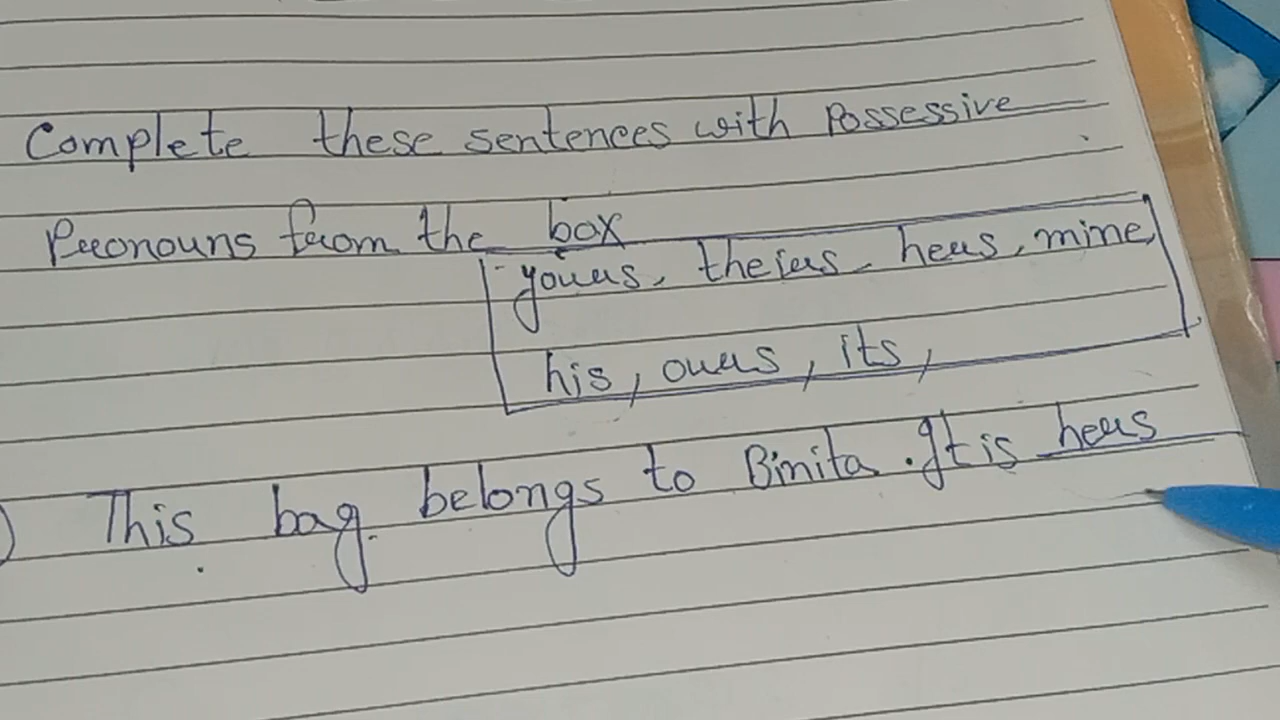 Complete these sentences with Possessive
Pronouns from the box
yours, theirs, hers, mine,
his, ours, its,
) This bag belongs to Binita. It is hers